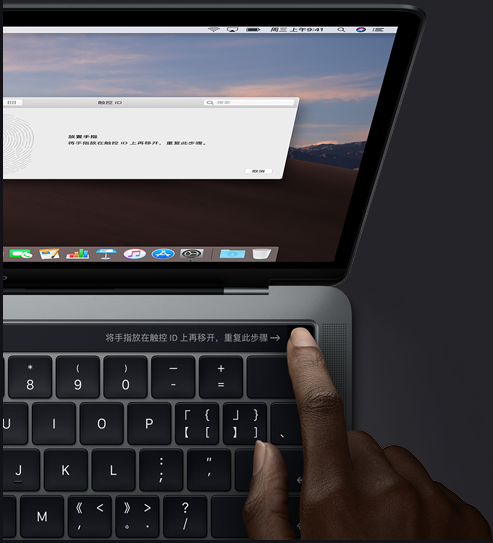 周三 上午9:41
触控 ID
搜索
放置手指
将手指放在触控 ID 上再移开，重复此步骤。
取消
将手指放在触控 ID 上再移开，重复此步骤→
* ( ) — +
8 9 0 - =
U I O P 「 { 」 }
【 [ 】 ] 、
J K L : "
; '
M 《 < 》 > ?
, 。 . /